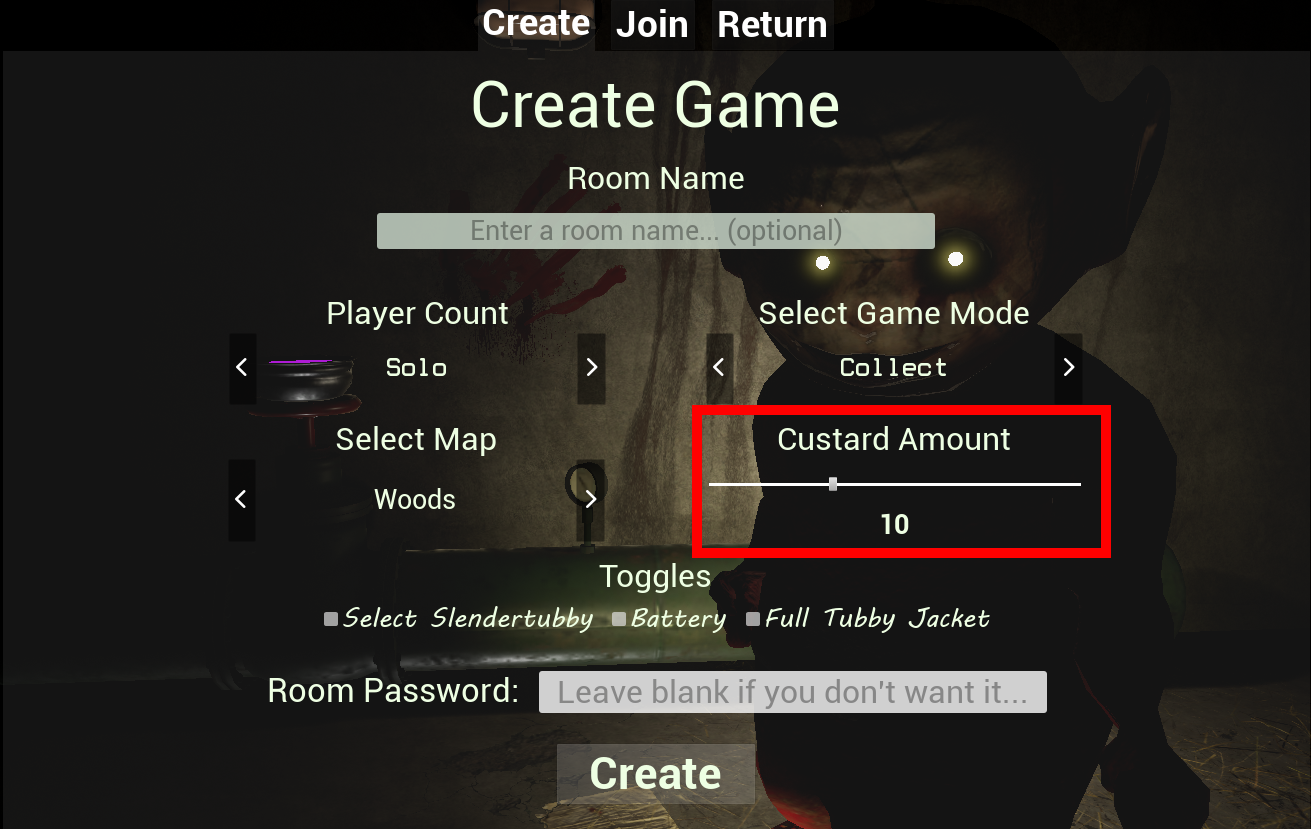 Create Join Return
Create Game
Room Name
Enter a room name... (optional)
Player Count
Select Game Mode
< Solo >
< Collect >
Select Map
Custard Amount
< Woods >
10
Toggles
Select Slendertubby Battery Full Tubby Jacket
Room Password: Leave blank if you don't want it...
Create